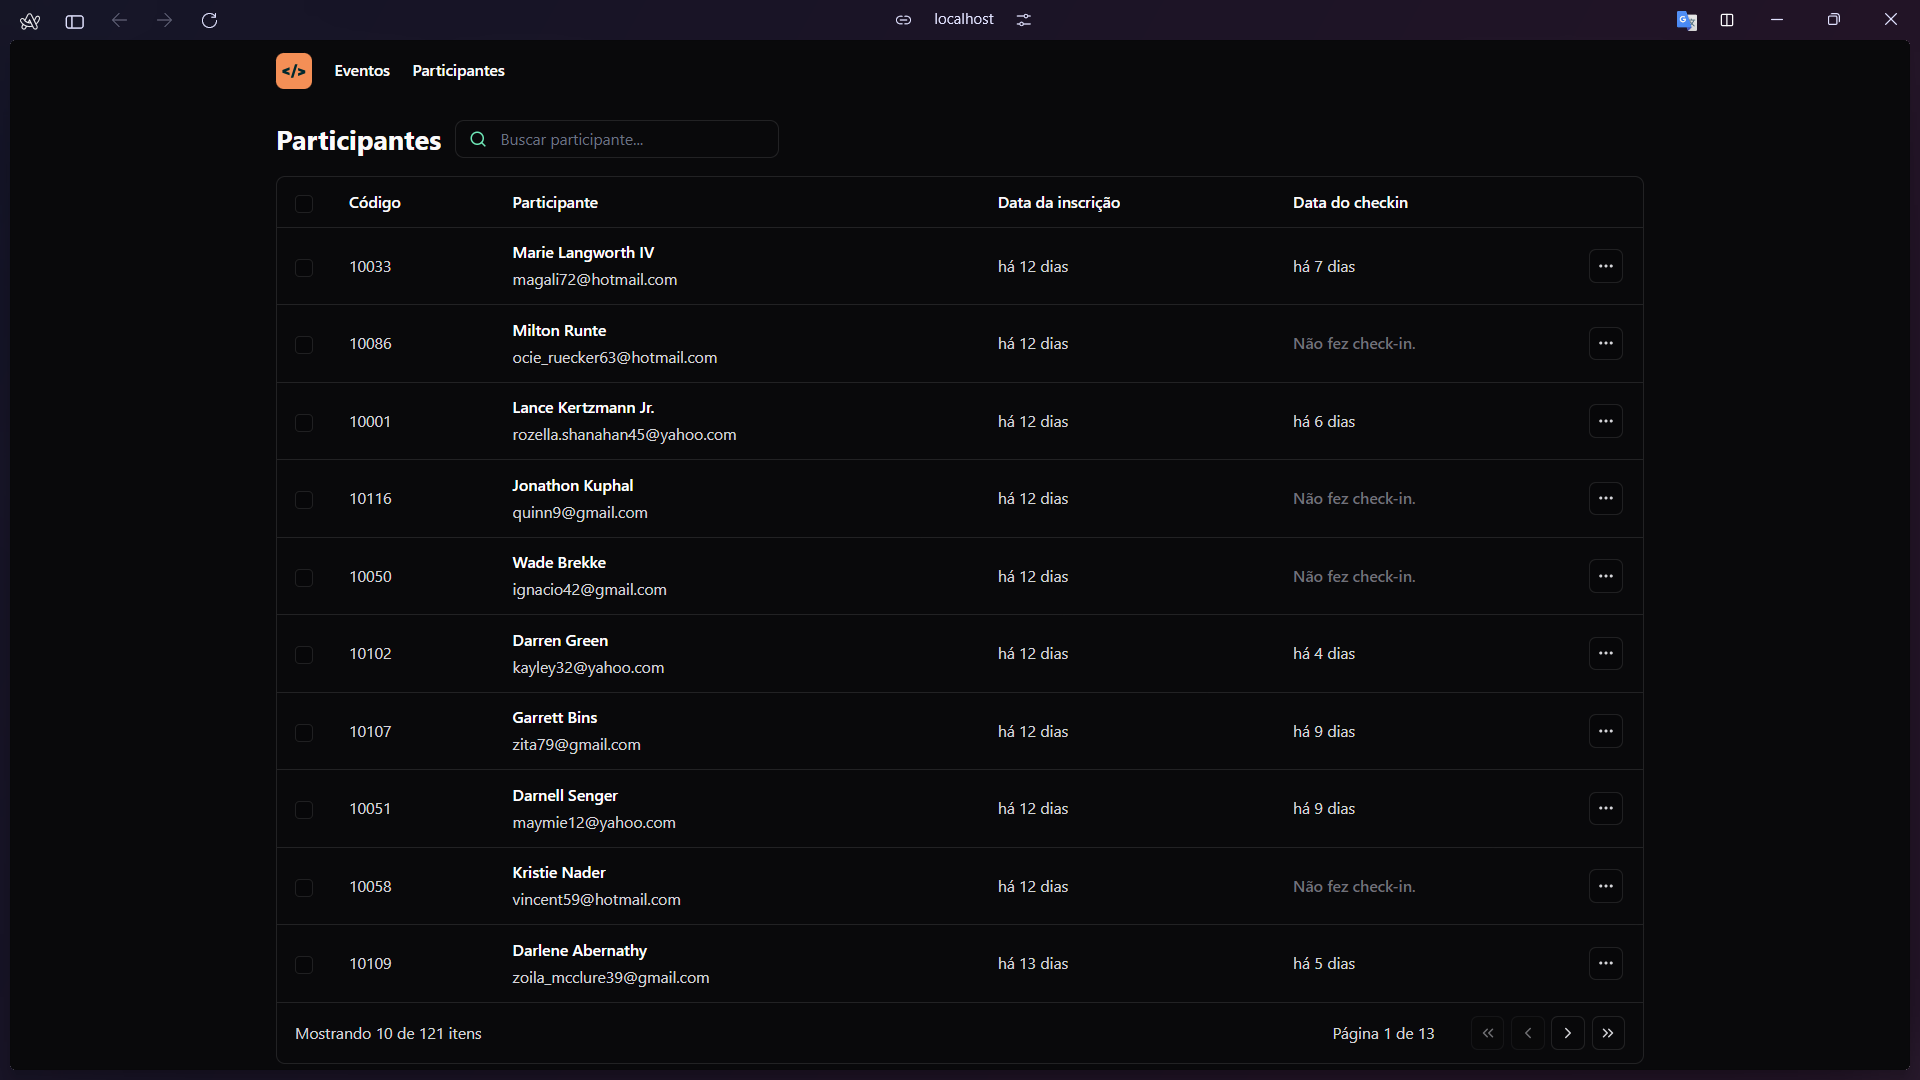 localhost
</> Eventos Participantes
Participantes Buscar participante...
Código Participante Data da inscrição Data do checkin
10033 Marie Langworth IV há 12 dias há 7 dias
magali72@hotmail.com
10086 Milton Runte há 12 dias Não fez check-in.
ocie_ruecker63@hotmail.com
10001 Lance Kertzmann Jr. há 12 dias há 6 dias
rozella.shanahan45@yahoo.com
10116 Jonathon Kuphal há 12 dias Não fez check-in.
quinn9@gmail.com
10050 Wade Brekke há 12 dias Não fez check-in.
ignacio42@gmail.com
10102 Darren Green há 12 dias há 4 dias
kayley32@yahoo.com
10107 Garrett Bins há 12 dias há 9 dias
zita79@gmail.com
10051 Darnell Senger há 12 dias há 9 dias
maymie12@yahoo.com
10058 Kristie Nader há 12 dias Não fez check-in.
vincent59@hotmail.com
10109 Darlene Abernathy há 13 dias há 5 dias
zoila_mcclure39@gmail.com
Mostrando 10 de 121 itens Página 1 de 13